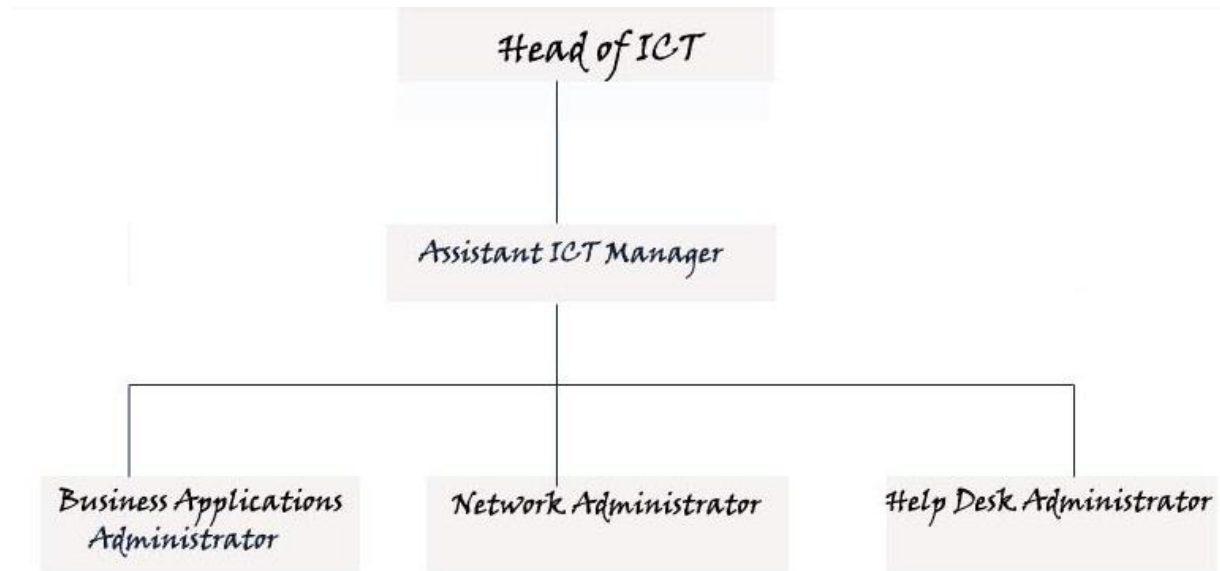 Head of ICT
Assistant ICT Manager
Business Applications
Administrator
Network Administrator
Help Desk Administrator